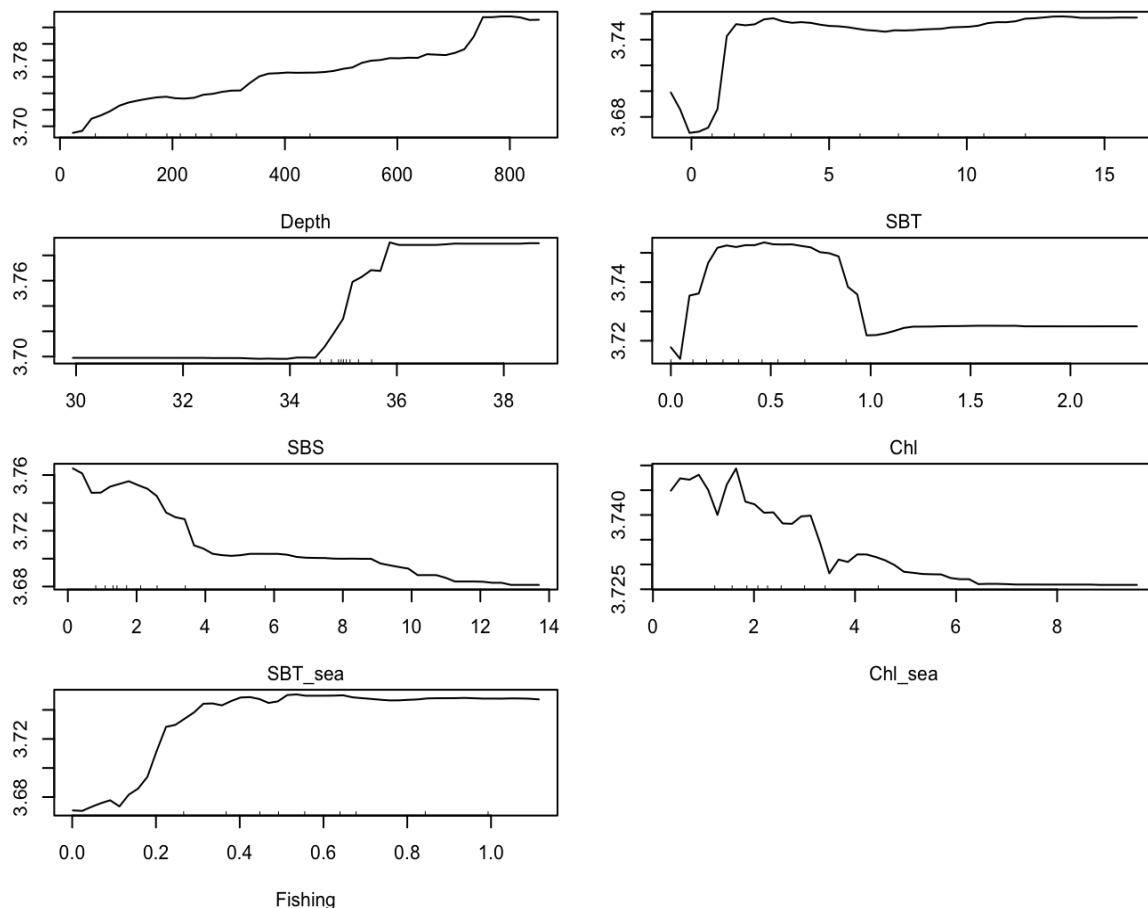 3.70 3.78
0 200 400 600 800
Depth
3.68 3.74
0 5 10 15
SBT
3.70 3.76
30 32 34 36 38
SBS
3.72 3.74
0.0 0.5 1.0 1.5 2.0
Chl
3.68 3.72 3.76
0 2 4 6 8 10 12 14
SBT_sea
3.725 3.740
0 2 4 6 8
Chl_sea
3.68 3.72
0.0 0.2 0.4 0.6 0.8 1.0
Fishing